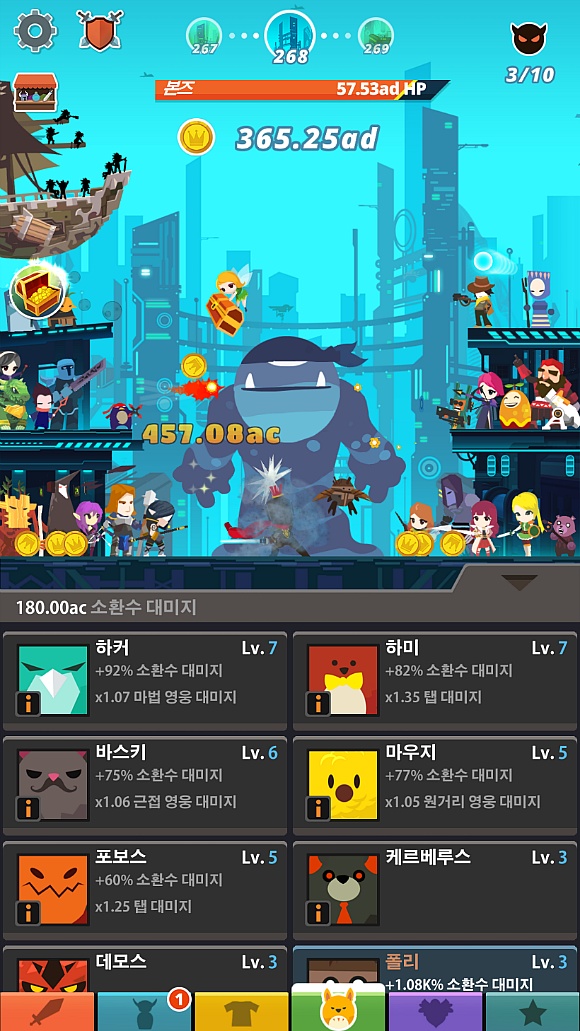 267
268
269
3/10
본즈
57.53ad HP
365.25ad
457.08ac
180.00ac 소환수 대미지
하커 Lv. 7
+92% 소환수 대미지
x1.07 마법 영웅 대미지
하미 Lv. 7
+82% 소환수 대미지
x1.35 탭 대미지
바스키 Lv. 6
+75% 소환수 대미지
x1.06 근접 영웅 대미지
마우지 Lv. 5
+77% 소환수 대미지
x1.05 원거리 영웅 대미지
포보스 Lv. 5
+60% 소환수 대미지
x1.25 탭 대미지
케르베루스 Lv. 3
데모스 Lv. 3
폴리 Lv. 3
+1.08K% 소환수 대미지
1